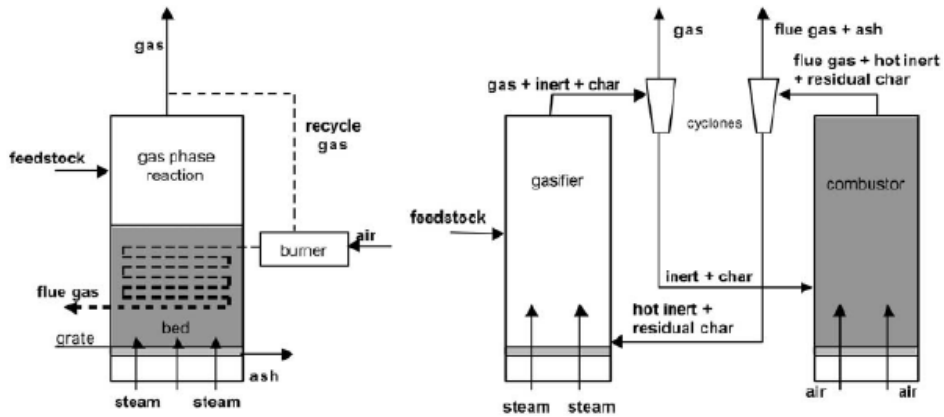 gas
recycle
gas
feedstock
gas phase
reaction
burner
air
flue gas
bed
grate
ash
steam
steam
gas
flue gas + ash
gas + inert + char
flue gas + hot inert
+ residual char
cyclones
gasifier
combustor
feedstock
inert + char
hot inert +
residual char
steam
steam
air
air